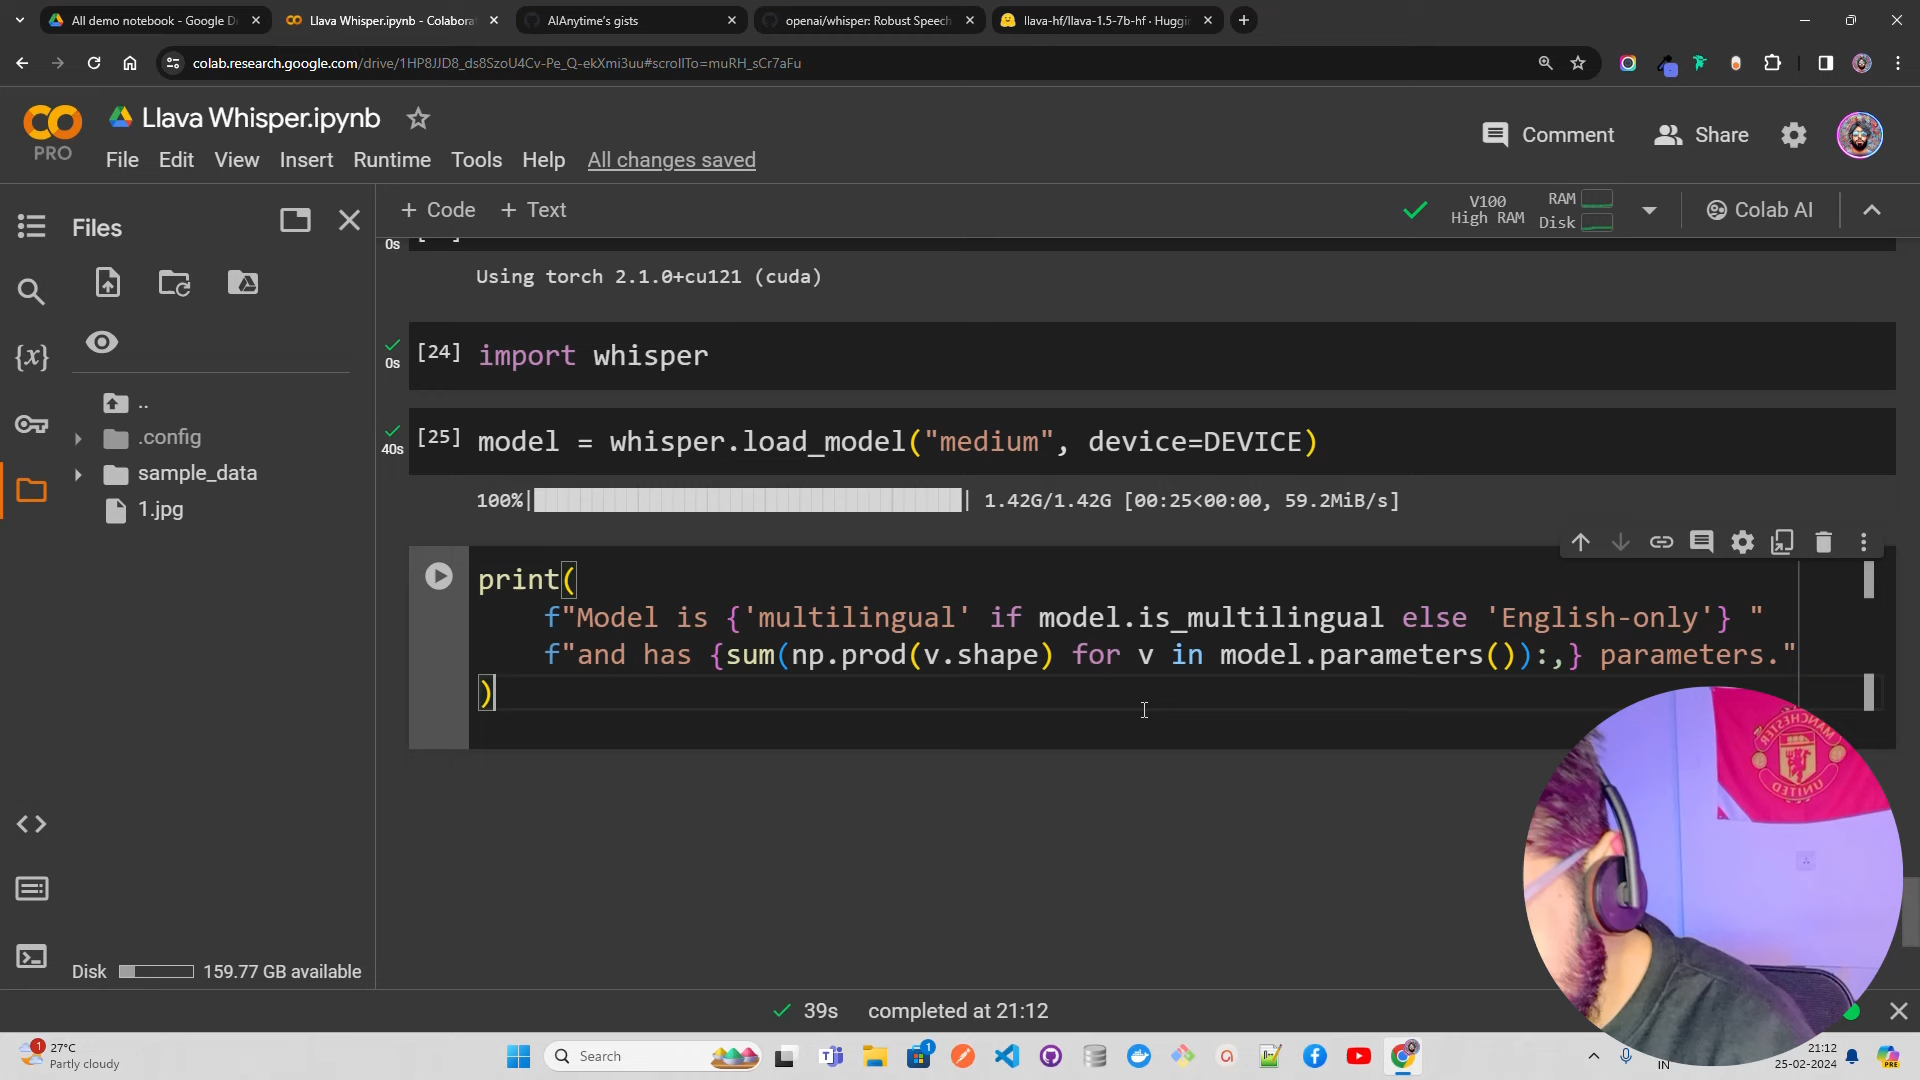 All demo notebook - Google D
Llava Whisper.ipynb - Colabora
AIAnytime's gists
openai/whisper: Robust Speech
llava-hf/llava-1.5-7b-hf · Huggin
colab.research.google.com/drive/1HP8JJD8_ds8SzoU4Cv-Pe_Q-ekXmi3uu#scrollTo=muRH_sCr7aFu
PRO
Llava Whisper.ipynb
Comment
Share
File Edit View Insert Runtime Tools Help All changes saved
Files
+ Code + Text
V100
High RAM
RAM
Disk
Colab AI
0s
Using torch 2.1.0+cu121 (cuda)
..
.config
sample_data
1.jpg
0s
[24] import whisper
40s
[25] model = whisper.load_model("medium", device=DEVICE)
100%| | 1.42G/1.42G [00:25<00:00, 59.2MiB/s]
print(
f"Model is {'multilingual' if model.is_multilingual else 'English-only'} "
f"and has {sum(np.prod(v.shape) for v in model.parameters()):,} parameters."
)
MANCHESTER
UNITED
Disk 159.77 GB available
39s completed at 21:12
1
27°C
Partly cloudy
Search
1
IN
21:12
25-02-2024
PRE